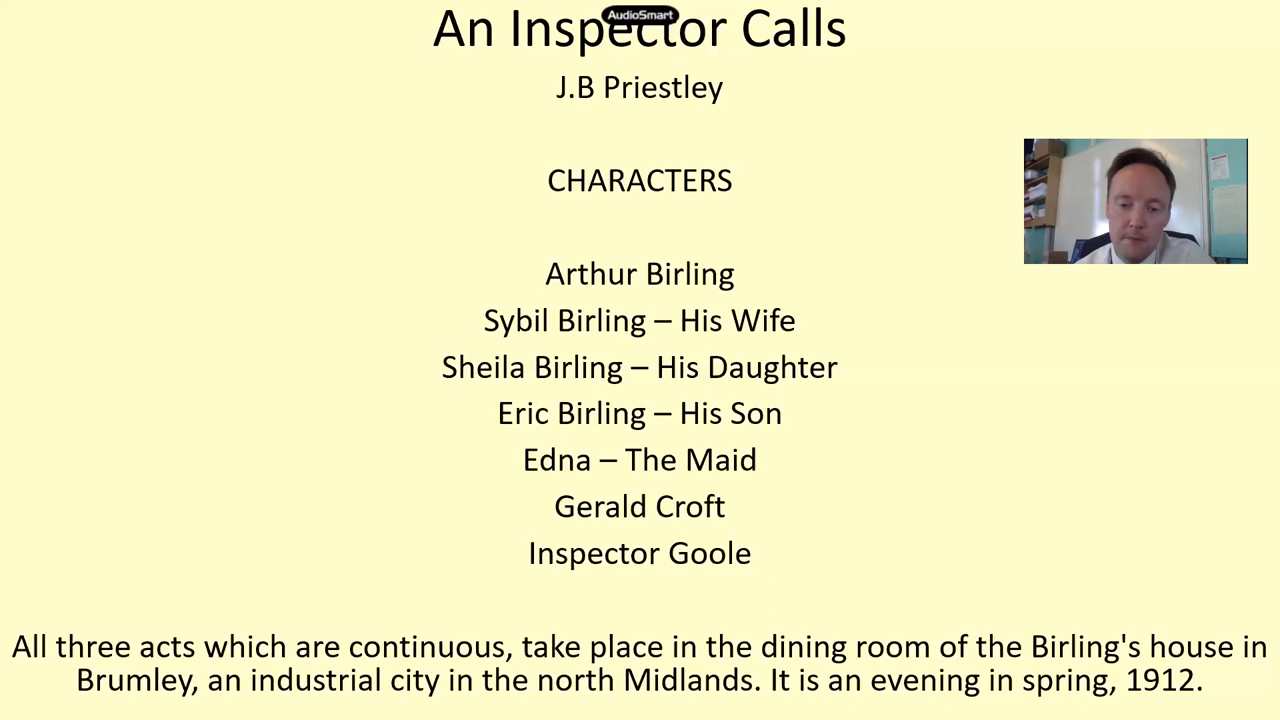 AudioSmart
An Inspector Calls
J.B Priestley
CHARACTERS
Arthur Birling
Sybil Birling – His Wife
Sheila Birling – His Daughter
Eric Birling – His Son
Edna – The Maid
Gerald Croft
Inspector Goole
All three acts which are continuous, take place in the dining room of the Birling's house in
Brumley, an industrial city in the north Midlands. It is an evening in spring, 1912.